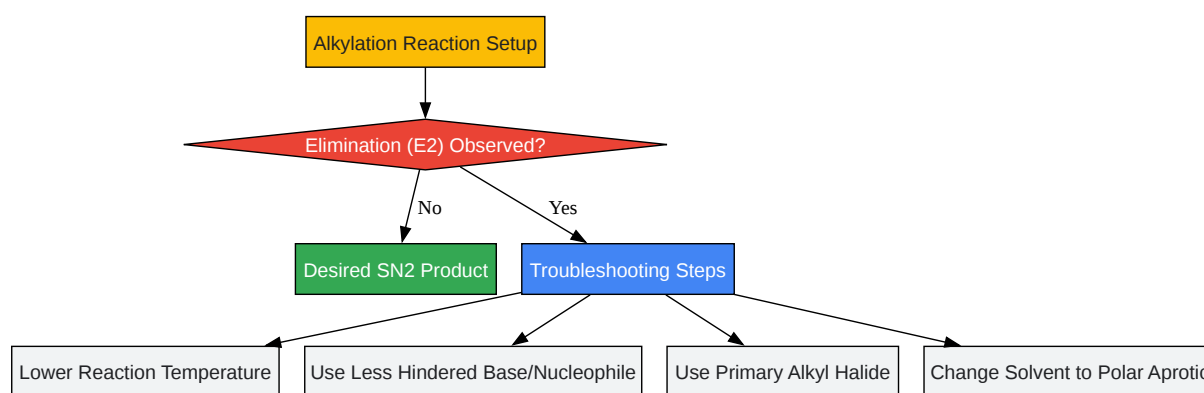 Alkylation Reaction Setup
Elimination (E2) Observed?
No
Yes
Desired SN2 Product
Troubleshooting Steps
Lower Reaction Temperature
Use Less Hindered Base/Nucleophile
Use Primary Alkyl Halide
Change Solvent to Polar Aprotic